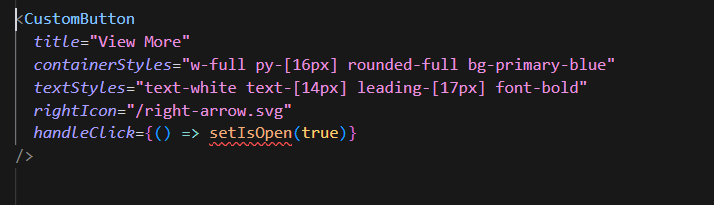 <CustomButton
title="View More"
containerStyles="w-full py-[16px] rounded-full bg-primary-blue"
textStyles="text-white text-[14px] leading-[17px] font-bold"
rightIcon="/right-arrow.svg"
handleClick={() => setIsOpen(true)}
/>